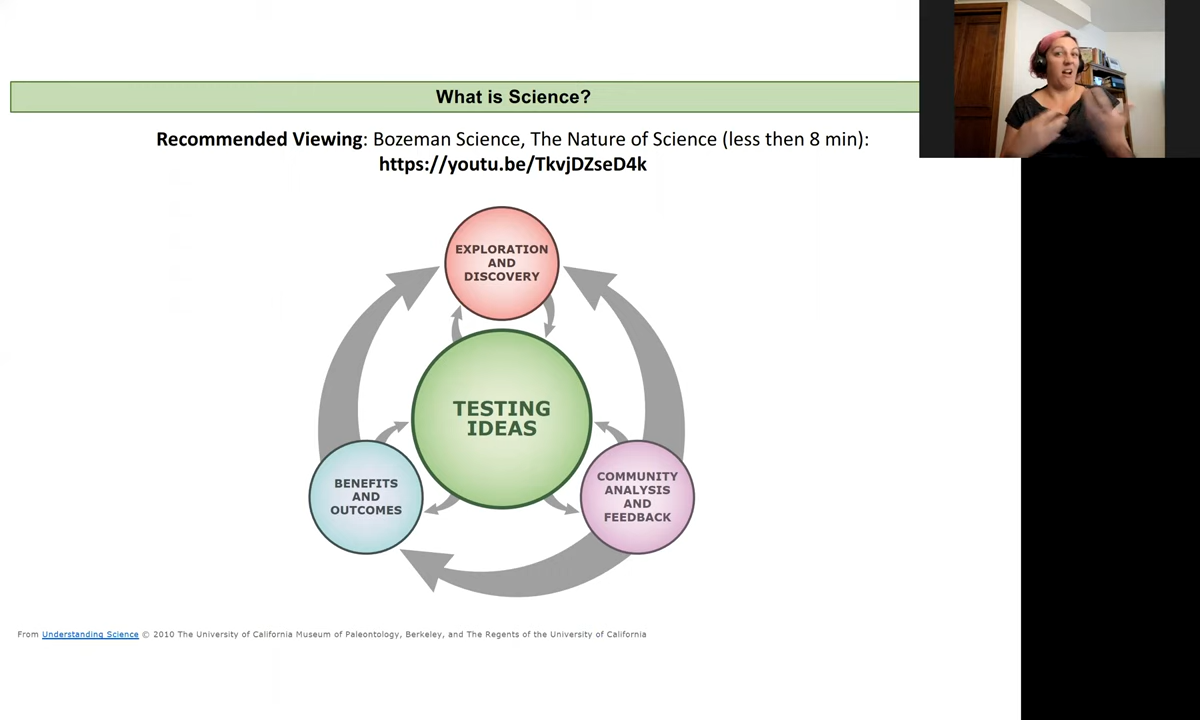 What is Science?
Recommended Viewing: Bozeman Science, The Nature of Science (less then 8 min):
https://youtu.be/TkvjDZseD4k
EXPLORATION
AND
DISCOVERY
TESTING
IDEAS
BENEFITS
AND
OUTCOMES
COMMUNITY
ANALYSIS
AND
FEEDBACK
From Understanding Science © 2010 The University of California Museum of Paleontology, Berkeley, and The Regents of the University of California